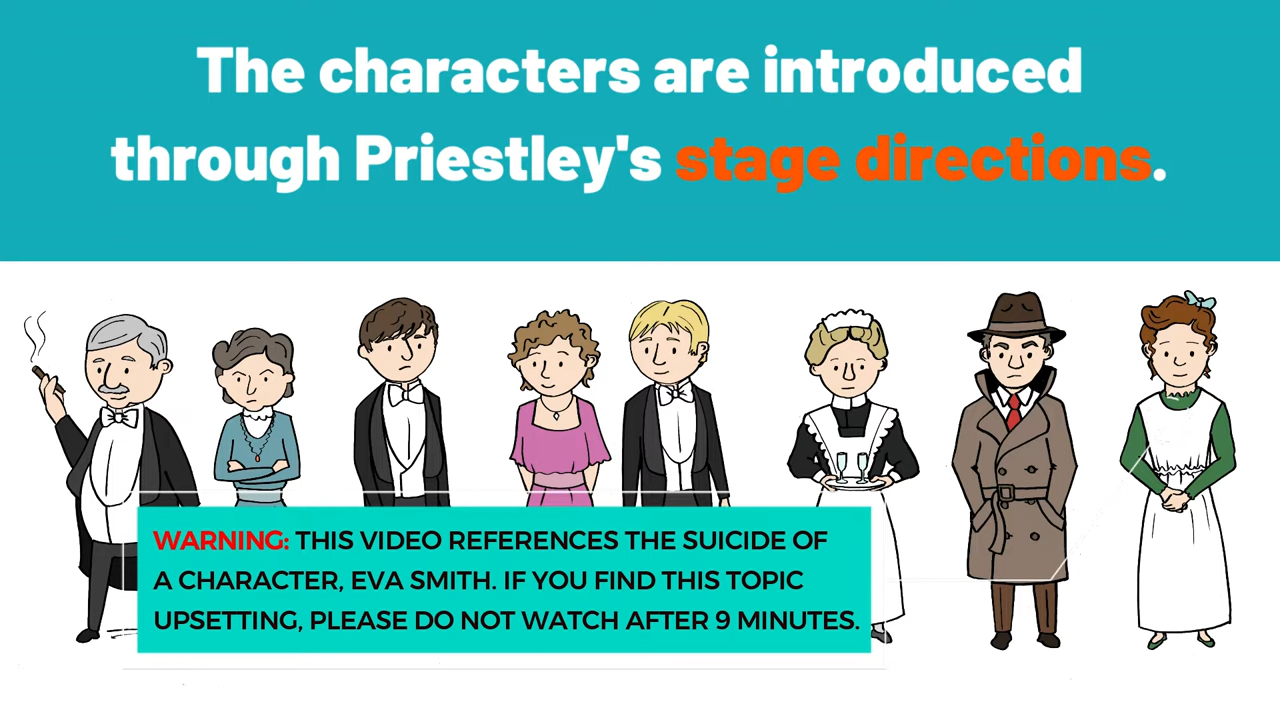 The characters are introduced
through Priestley's stage directions.
WARNING: THIS VIDEO REFERENCES THE SUICIDE OF
A CHARACTER, EVA SMITH. IF YOU FIND THIS TOPIC
UPSETTING, PLEASE DO NOT WATCH AFTER 9 MINUTES.